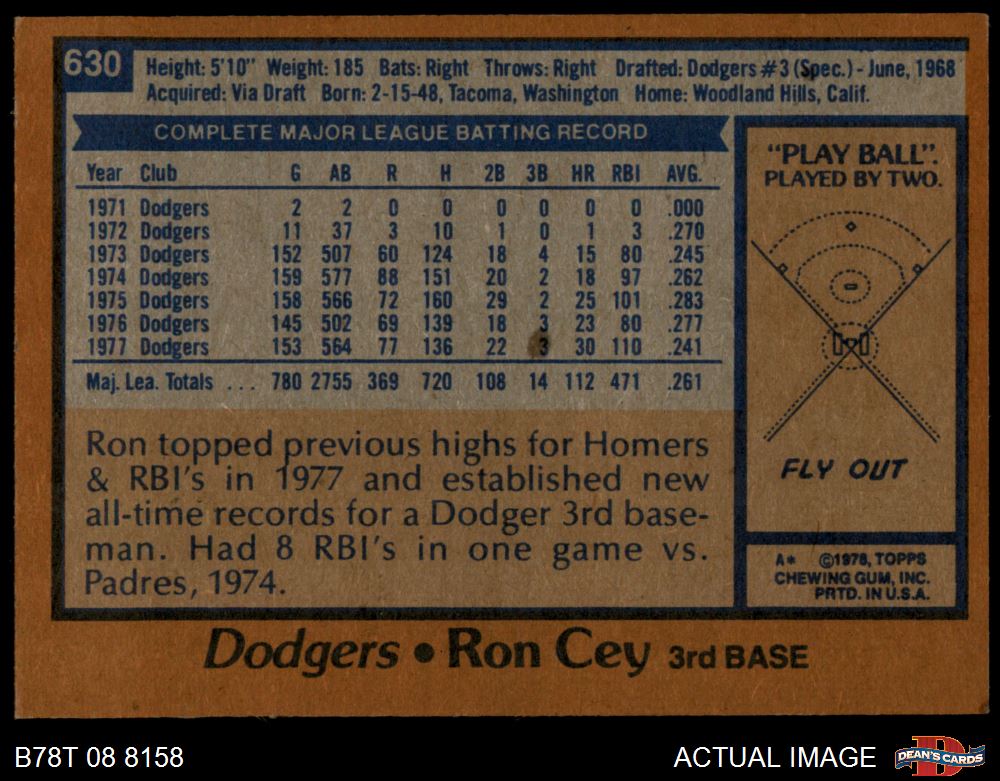 630
Height: 5'10" Weight: 185 Bats: Right Throws: Right Drafted: Dodgers #3 (Spec.) - June, 1968
Acquired: Via Draft Born: 2-15-48, Tacoma, Washington Home: Woodland Hills, Calif.
COMPLETE MAJOR LEAGUE BATTING RECORD
Year Club G AB R H 2B 3B HR RBI AVG.
1971 Dodgers 2 2 0 0 0 0 0 0 .000
1972 Dodgers 11 37 3 10 1 0 1 3 .270
1973 Dodgers 152 507 60 124 18 4 15 80 .245
1974 Dodgers 159 577 88 151 20 2 18 97 .262
1975 Dodgers 158 566 72 160 29 2 25 101 .283
1976 Dodgers 145 502 69 139 18 3 23 80 .277
1977 Dodgers 153 564 77 136 22 3 30 110 .241
Maj. Lea. Totals ... 780 2755 369 720 108 14 112 471 .261
Ron topped previous highs for Homers
& RBI's in 1977 and established new
all-time records for a Dodger 3rd base-
man. Had 8 RBI's in one game vs.
Padres, 1974.
"PLAY BALL".
PLAYED BY TWO.
FLY OUT
A* ©1978, TOPPS
CHEWING GUM, INC.
PRTD. IN U.S.A.
Dodgers • Ron Cey 3rd BASE
B78T 08 8158
ACTUAL IMAGE
D
DEAN'S CARDS